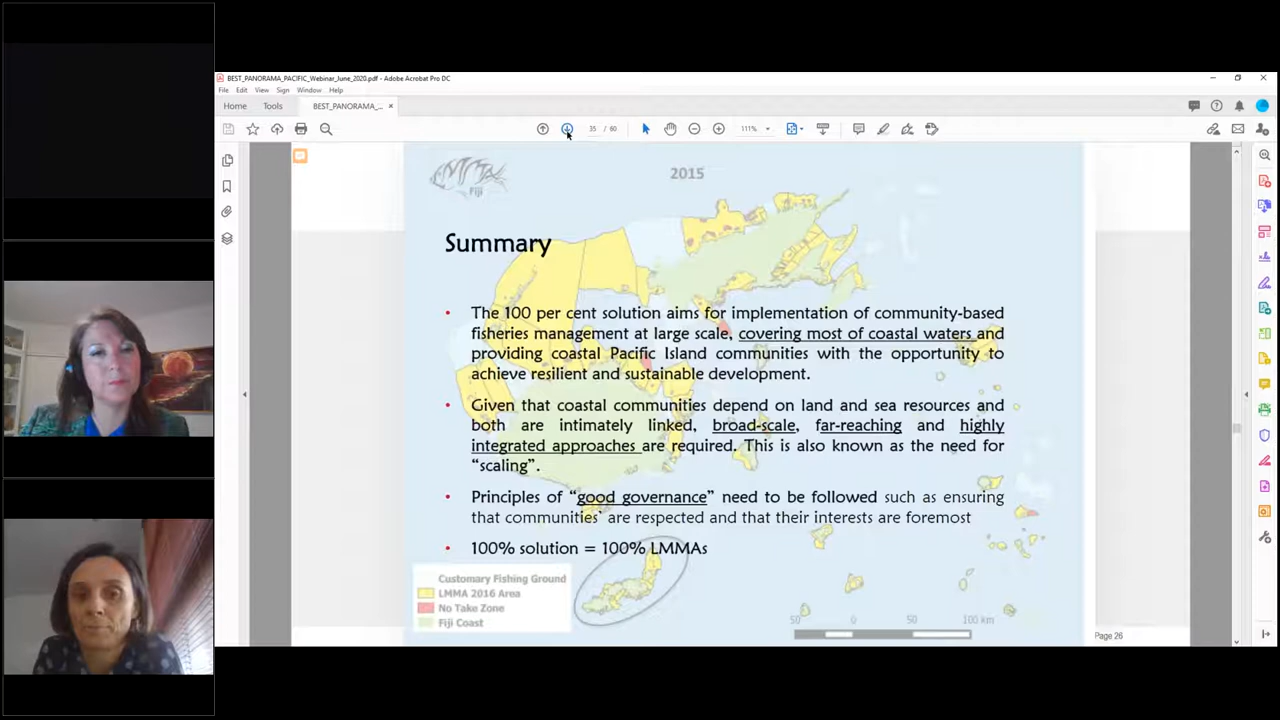 BEST_PANORAMA_PACIFIC_Webinar_June_2020.pdf - Adobe Acrobat Pro DC
File Edit View Sign Window Help
Home Tools BEST_PANORAMA_... ×
35 / 60 111%
Fiji
2015
Summary
• The 100 per cent solution aims for implementation of community-based
fisheries management at large scale, covering most of coastal waters and
providing coastal Pacific Island communities with the opportunity to
achieve resilient and sustainable development.
• Given that coastal communities depend on land and sea resources and
both are intimately linked, broad-scale, far-reaching and highly
integrated approaches are required. This is also known as the need for
“scaling”.
• Principles of “good governance” need to be followed such as ensuring
that communities’ are respected and that their interests are foremost
• 100% solution = 100% LMMAs
Customary Fishing Ground
LMMA 2016 Area
No Take Zone
Fiji Coast
50 0 50 100 km
Page 26